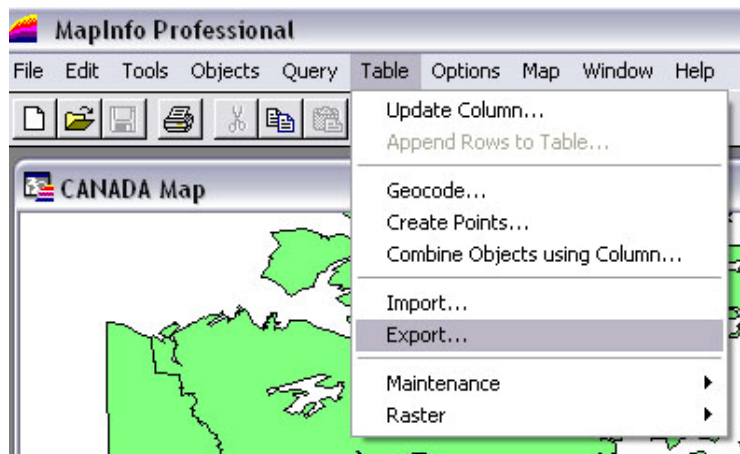 MapInfo Professional
File Edit Tools Objects Query Table Options Map Window Help
CANADA Map
Update Column...
Append Rows to Table...
Geocode...
Create Points...
Combine Objects using Column...
Import...
Export...
Maintenance
Raster